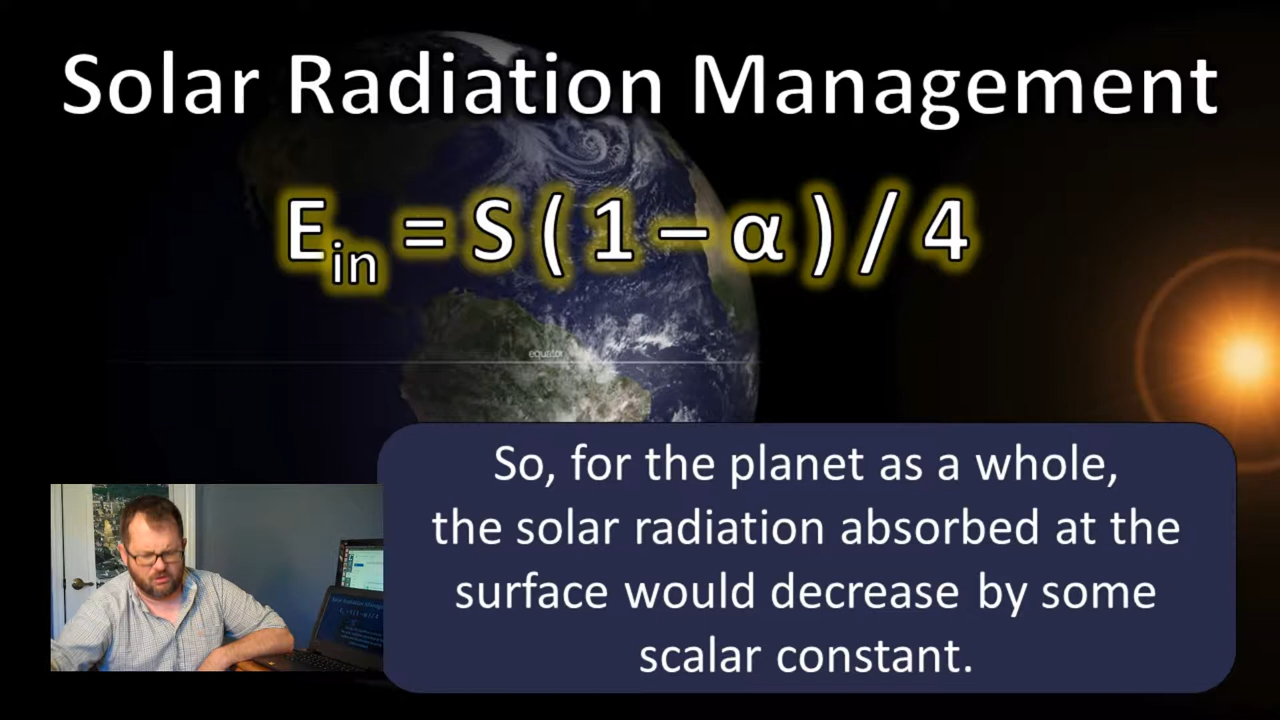 Solar Radiation Management
E_in = S ( 1 – α ) / 4
equator
So, for the planet as a whole,
the solar radiation absorbed at the
surface would decrease by some
scalar constant.